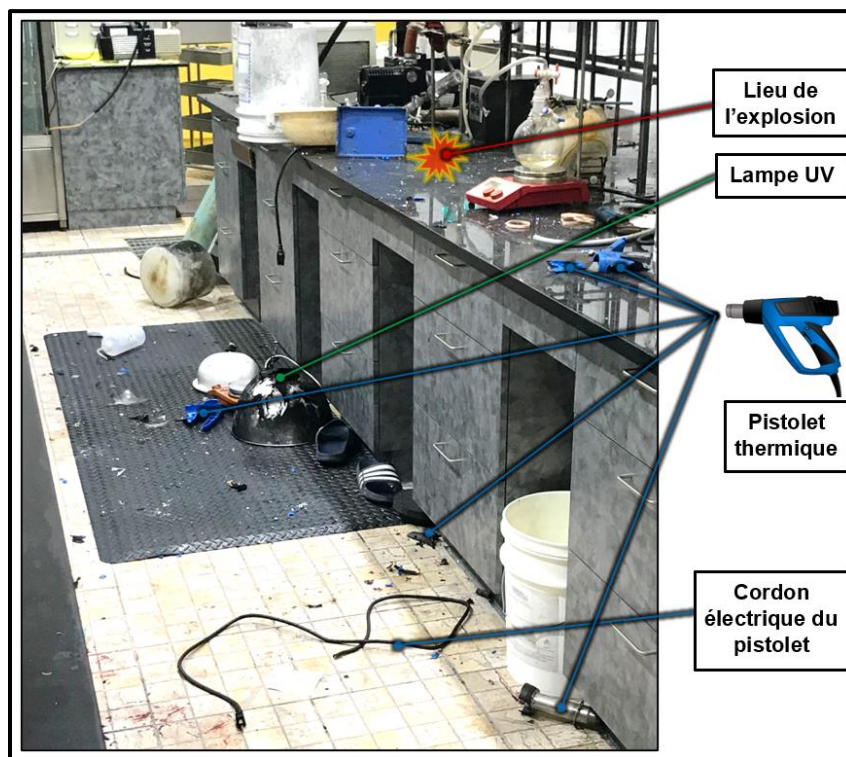 Lieu de
l'explosion
Lampe UV
Pistolet
thermique
Cordon
électrique du
pistolet